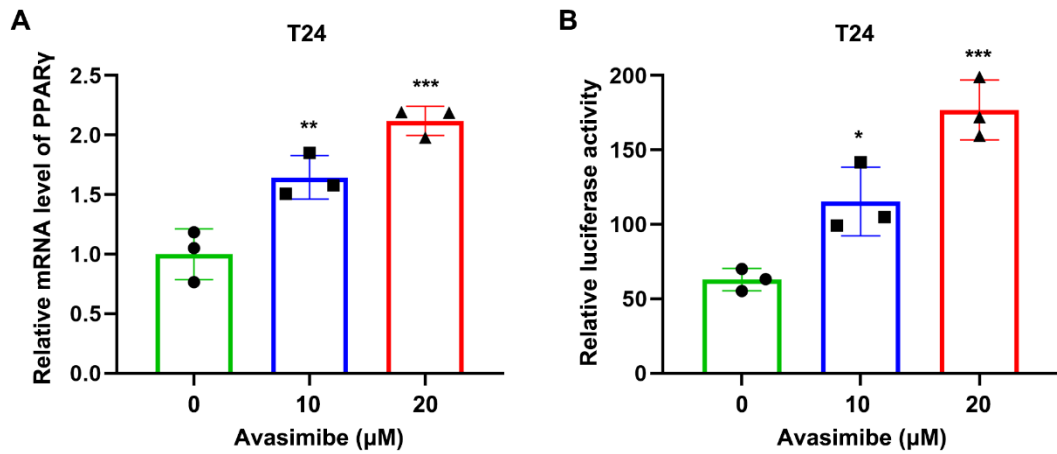 A
T24
Relative mRNA level of PPARγ
2.5
2.0
1.5
1.0
0.5
0.0
**
***
0
10
20
Avasimibe (μM)
B
T24
Relative luciferase activity
200
150
100
50
0
*
***
0
10
20
Avasimibe (μM)